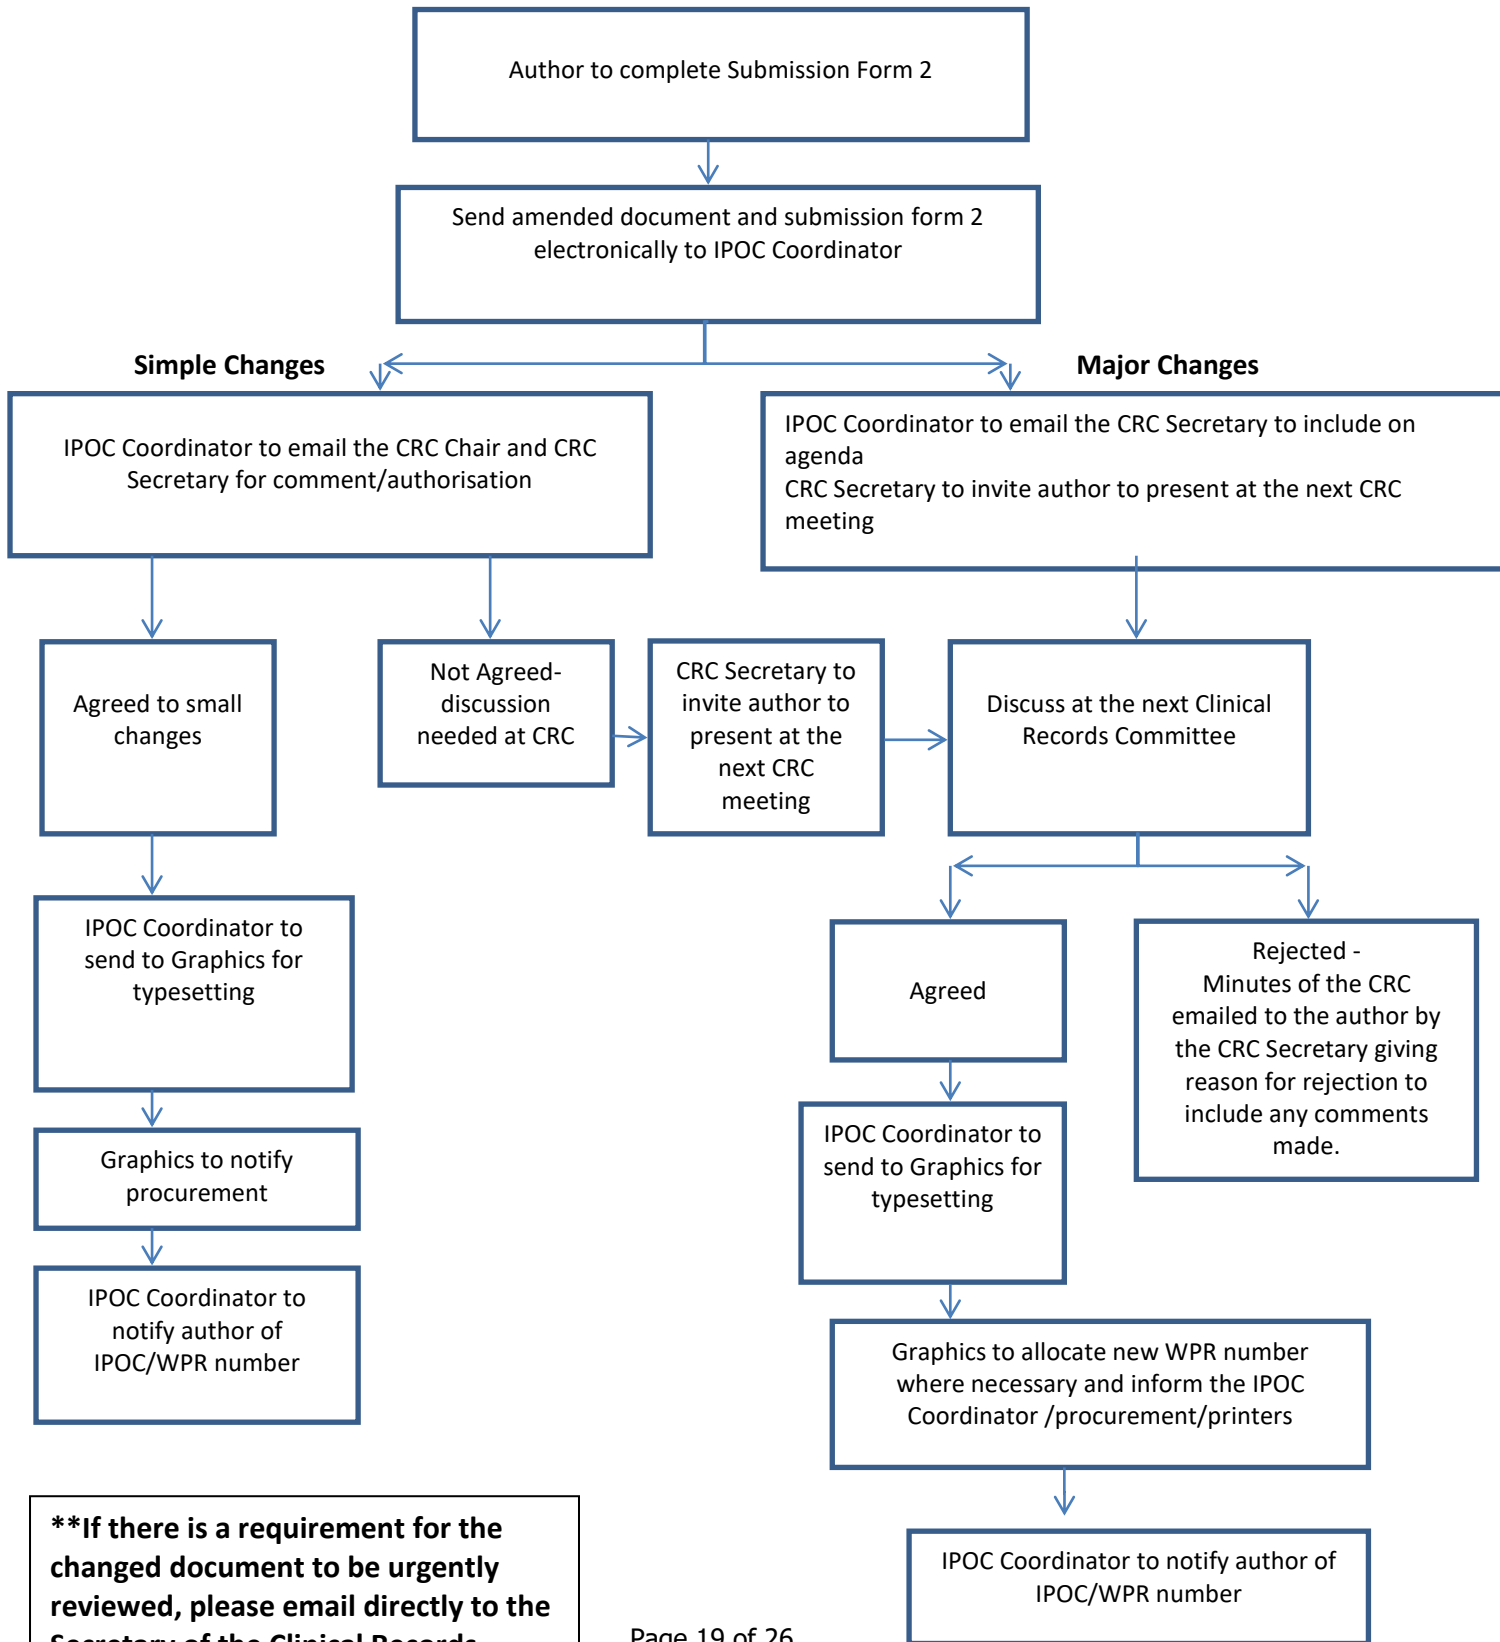 Author to complete Submission Form 2
Send amended document and submission form 2
electronically to IPOC Coordinator
Simple Changes
Major Changes
IPOC Coordinator to email the CRC Chair and CRC
Secretary for comment/authorisation
IPOC Coordinator to email the CRC Secretary to include on
agenda
CRC Secretary to invite author to present at the next CRC
meeting
Agreed to small
changes
Not Agreed-
discussion
needed at CRC
CRC Secretary to
invite author to
present at the
next CRC
meeting
Discuss at the next Clinical
Records Committee
IPOC Coordinator to
send to Graphics for
typesetting
Agreed
Rejected -
Minutes of the CRC
emailed to the author by
the CRC Secretary giving
reason for rejection to
include any comments
made.
Graphics to notify
procurement
IPOC Coordinator to
send to Graphics for
typesetting
IPOC Coordinator to
notify author of
IPOC/WPR number
Graphics to allocate new WPR number
where necessary and inform the IPOC
Coordinator /procurement/printers
**If there is a requirement for the
changed document to be urgently
reviewed, please email directly to the
Secretary of the Clinical Records
IPOC Coordinator to notify author of
IPOC/WPR number
Page 19 of 26